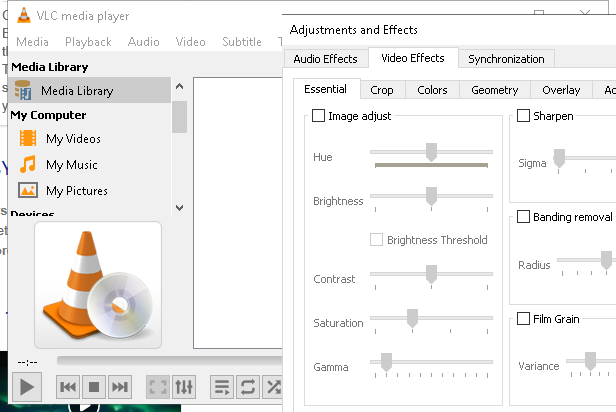 VLC media player
Media Playback Audio Video Subtitle
Media Library
Media Library
My Computer
My Videos
My Music
My Pictures
Devices
--:--
Adjustments and Effects
Audio Effects Video Effects Synchronization
Essential Crop Colors Geometry Overlay
Image adjust
Hue
Brightness
Brightness Threshold
Contrast
Saturation
Gamma
Sharpen
Sigma
Banding removal
Radius
Film Grain
Variance